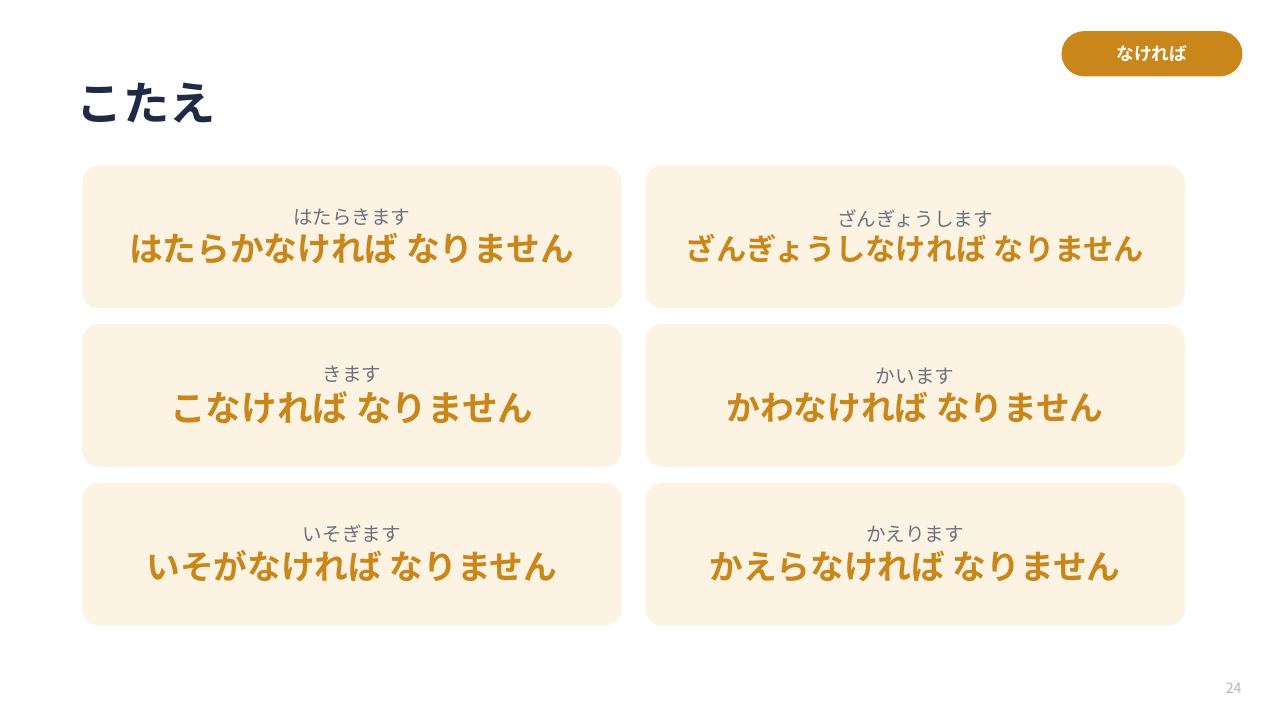 なければ
こたえ
はたらきます
はたらかなければ なりません
ざんぎょうします
ざんぎょうしなければ なりません
きます
こなければ なりません
かいます
かわなければ なりません
いそぎます
いそがなければ なりません
かえります
かえらなければ なりません
24